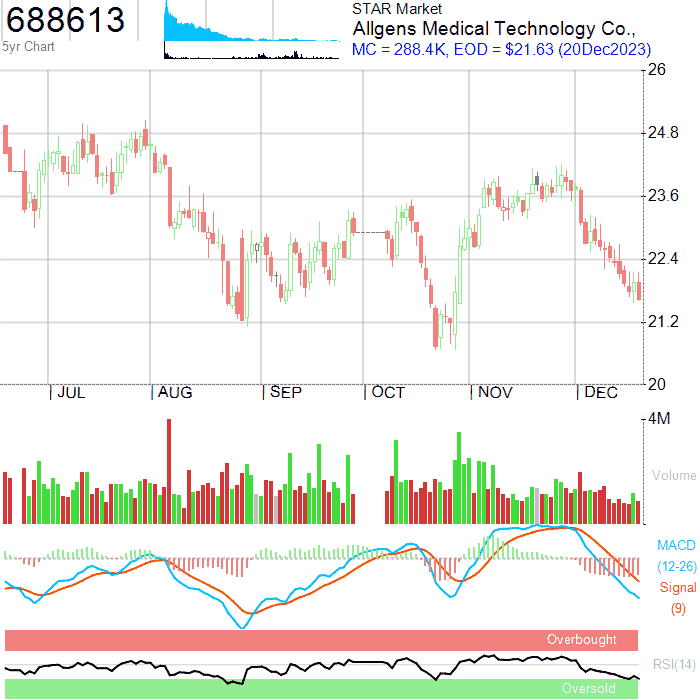 688613
5yr Chart
STAR Market
Allgens Medical Technology Co.,
MC = 288.4K, EOD = $21.63 (20Dec2023)
26
24.8
23.6
22.4
21.2
20
JUL AUG SEP OCT NOV DEC
4M
Volume
MACD
(12-26)
Signal
(9)
Overbought
RSI(14)
Oversold